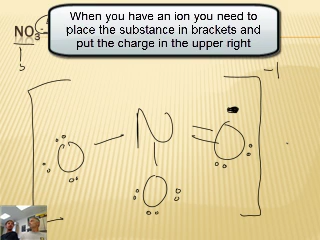 When you have an ion you need to
place the substance in brackets and
put the charge in the upper right
NO3
-1
N
O
O
O